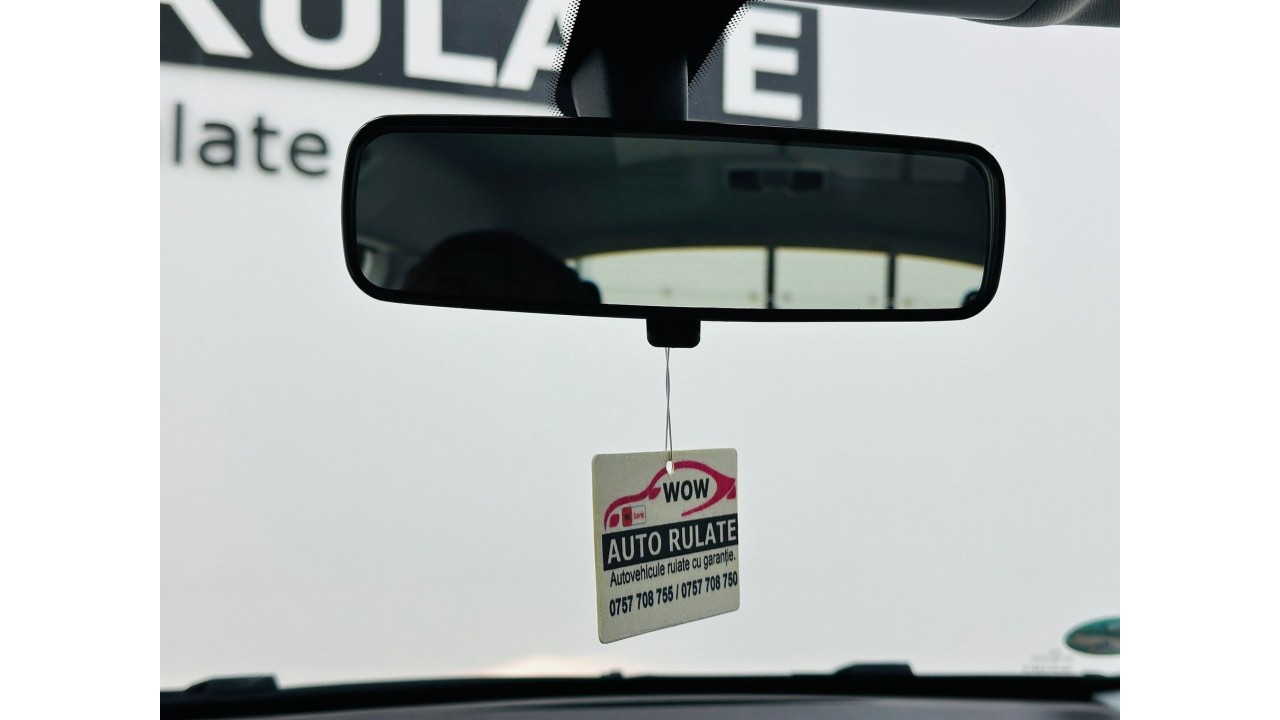 RULATE
late
WOW
AUTO RULATE
Autovehicule rulate cu garanție.
0757 708 755 / 0757 708 750